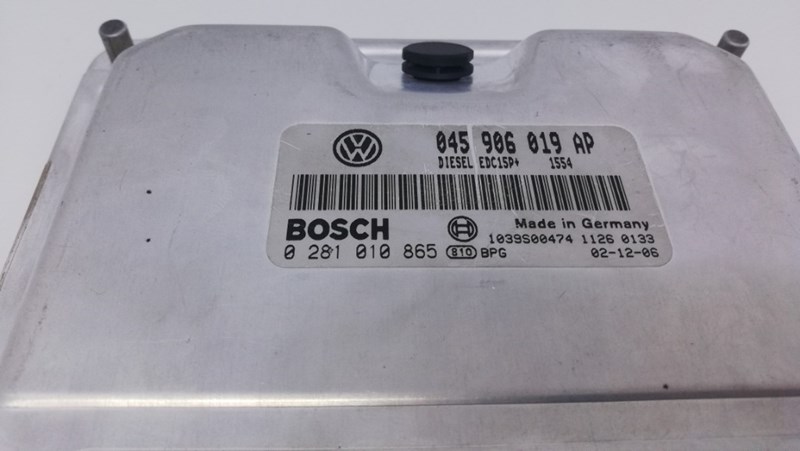 045 906 019 AP
DIESEL EDC15P+ 1554
BOSCH
Made in Germany
1039S00474 1126 0133
0 281 010 865 810 BPG 02-12-06